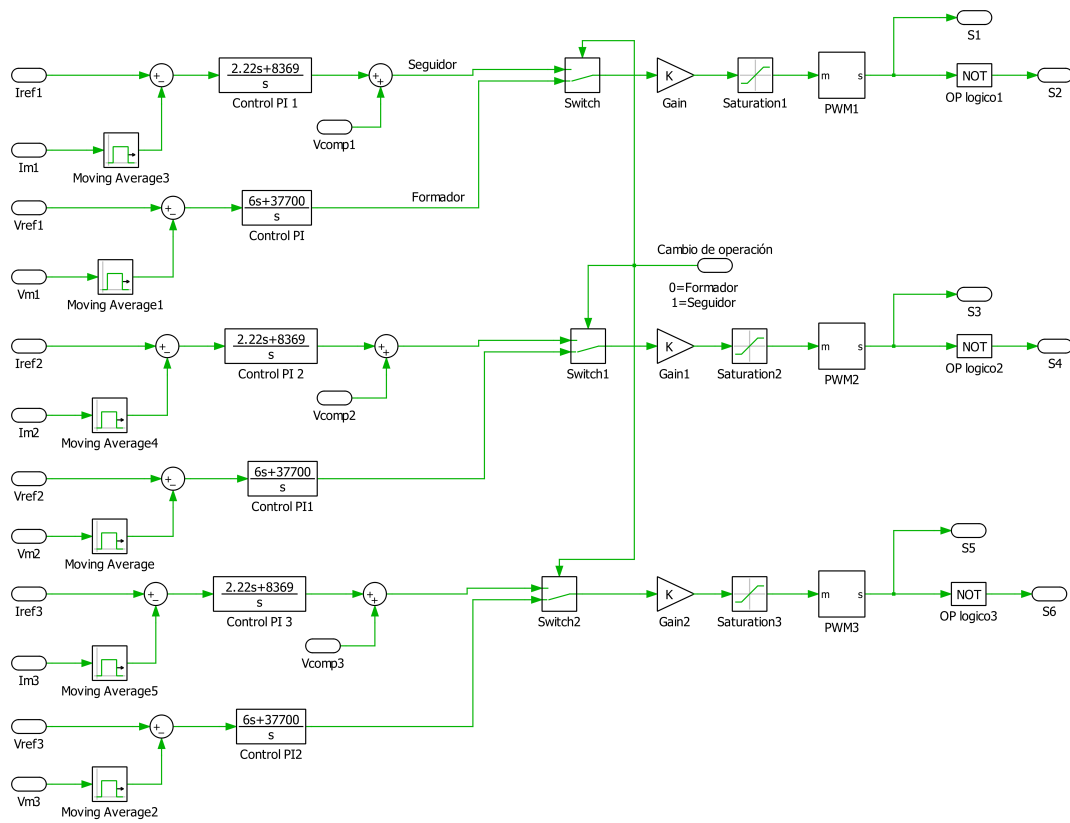 S1
Seguidor
2.22s+8369
s
Iref1
Control PI 1
Switch
K
Gain
Saturation1
m s
PWM1
NOT
OP logico1
S2
Vcomp1
Im1
Moving Average3
Formador
6s+37700
s
Vref1
Control PI
Cambio de operación
0=Formador
1=Seguidor
Vm1
Moving Average1
S3
2.22s+8369
s
Iref2
Control PI 2
Switch1
K
Gain1
Saturation2
m s
PWM2
NOT
OP logico2
S4
Vcomp2
Im2
Moving Average4
6s+37700
s
Vref2
Control PI1
Vm2
Moving Average
S5
2.22s+8369
s
Iref3
Control PI 3
Switch2
K
Gain2
Saturation3
m s
PWM3
NOT
OP logico3
S6
Vcomp3
Im3
Moving Average5
6s+37700
s
Vref3
Control PI2
Vm3
Moving Average2